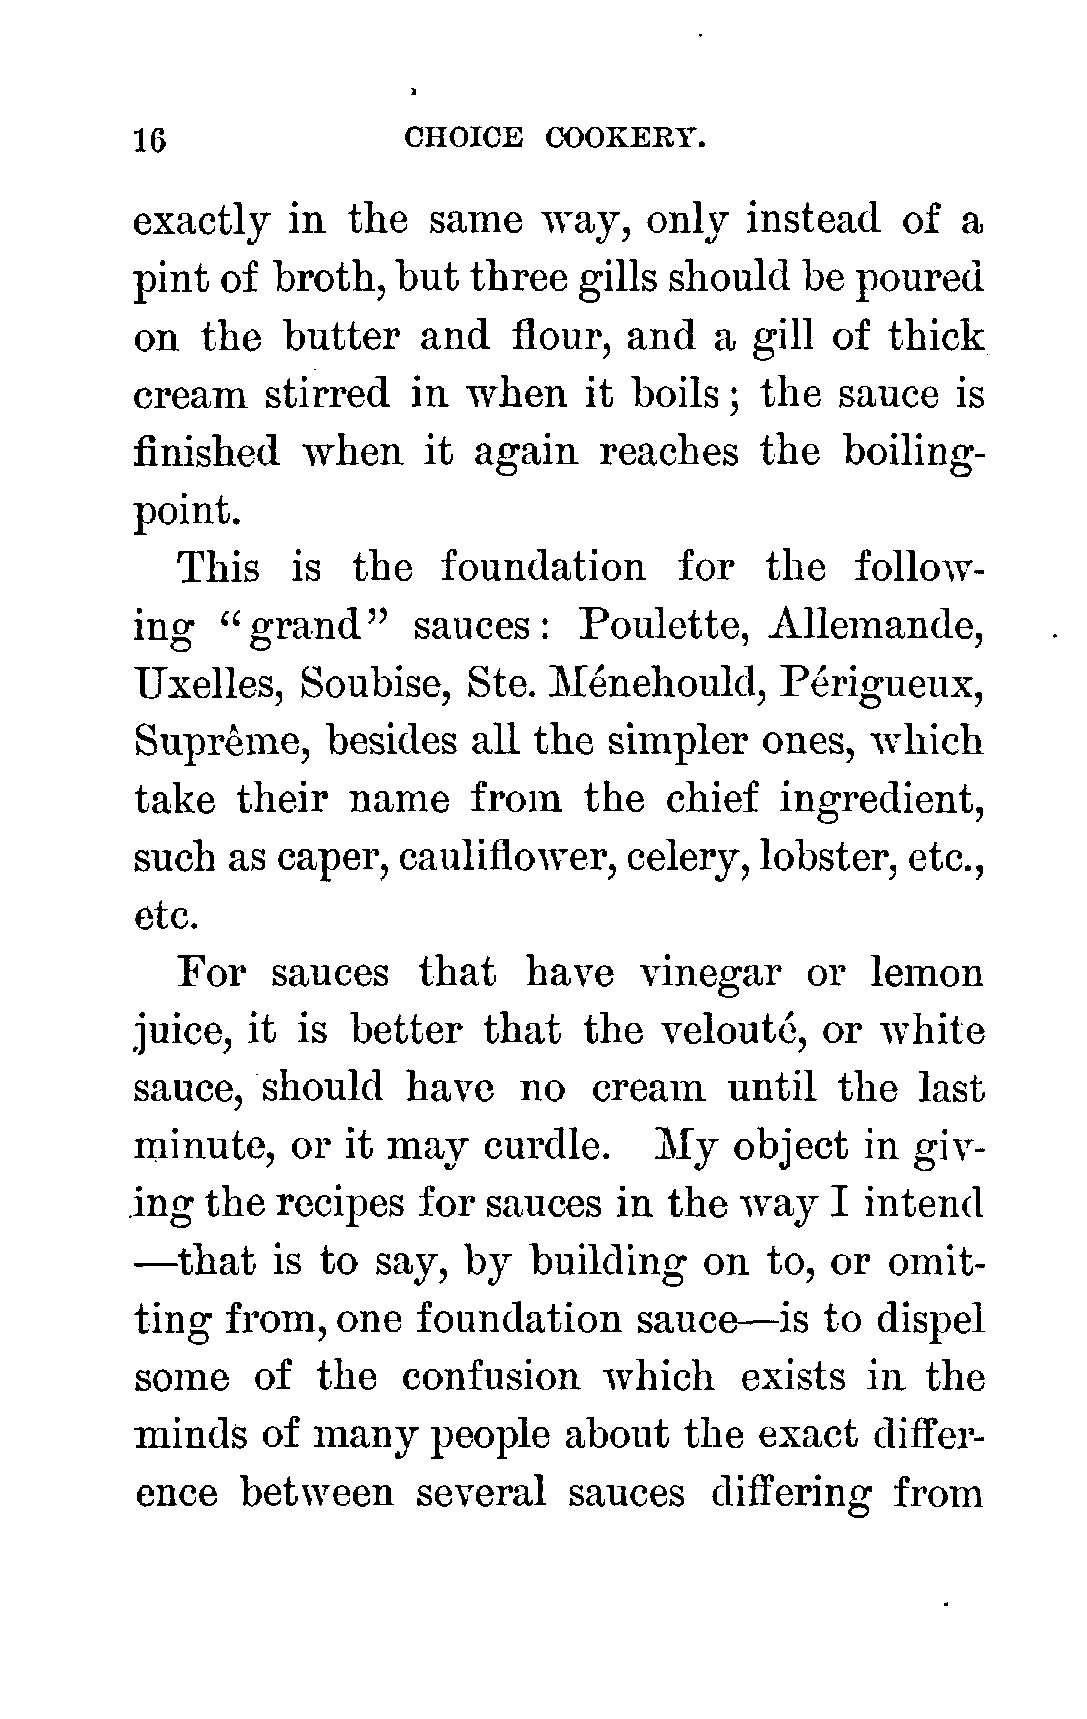 16 CHOICE COOKERY.
exactly in the same way, only instead of a
pint of broth, but three gills should be poured
on the butter and flour, and a gill of thick
cream stirred in when it boils; the sauce is
finished when it again reaches the boiling-
point.
This is the foundation for the follow-
ing "grand" sauces: Poulette, Allemande,
Uxelles, Soubise, Ste. Ménehould, Périgueux,
Suprême, besides all the simpler ones, which
take their name from the chief ingredient,
such as caper, cauliflower, celery, lobster, etc.,
etc.
For sauces that have vinegar or lemon
juice, it is better that the velouté, or white
sauce, should have no cream until the last
minute, or it may curdle. My object in giv-
ing the recipes for sauces in the way I intend
—that is to say, by building on to, or omit-
ting from, one foundation sauce—is to dispel
some of the confusion which exists in the
minds of many people about the exact differ-
ence between several sauces differing from